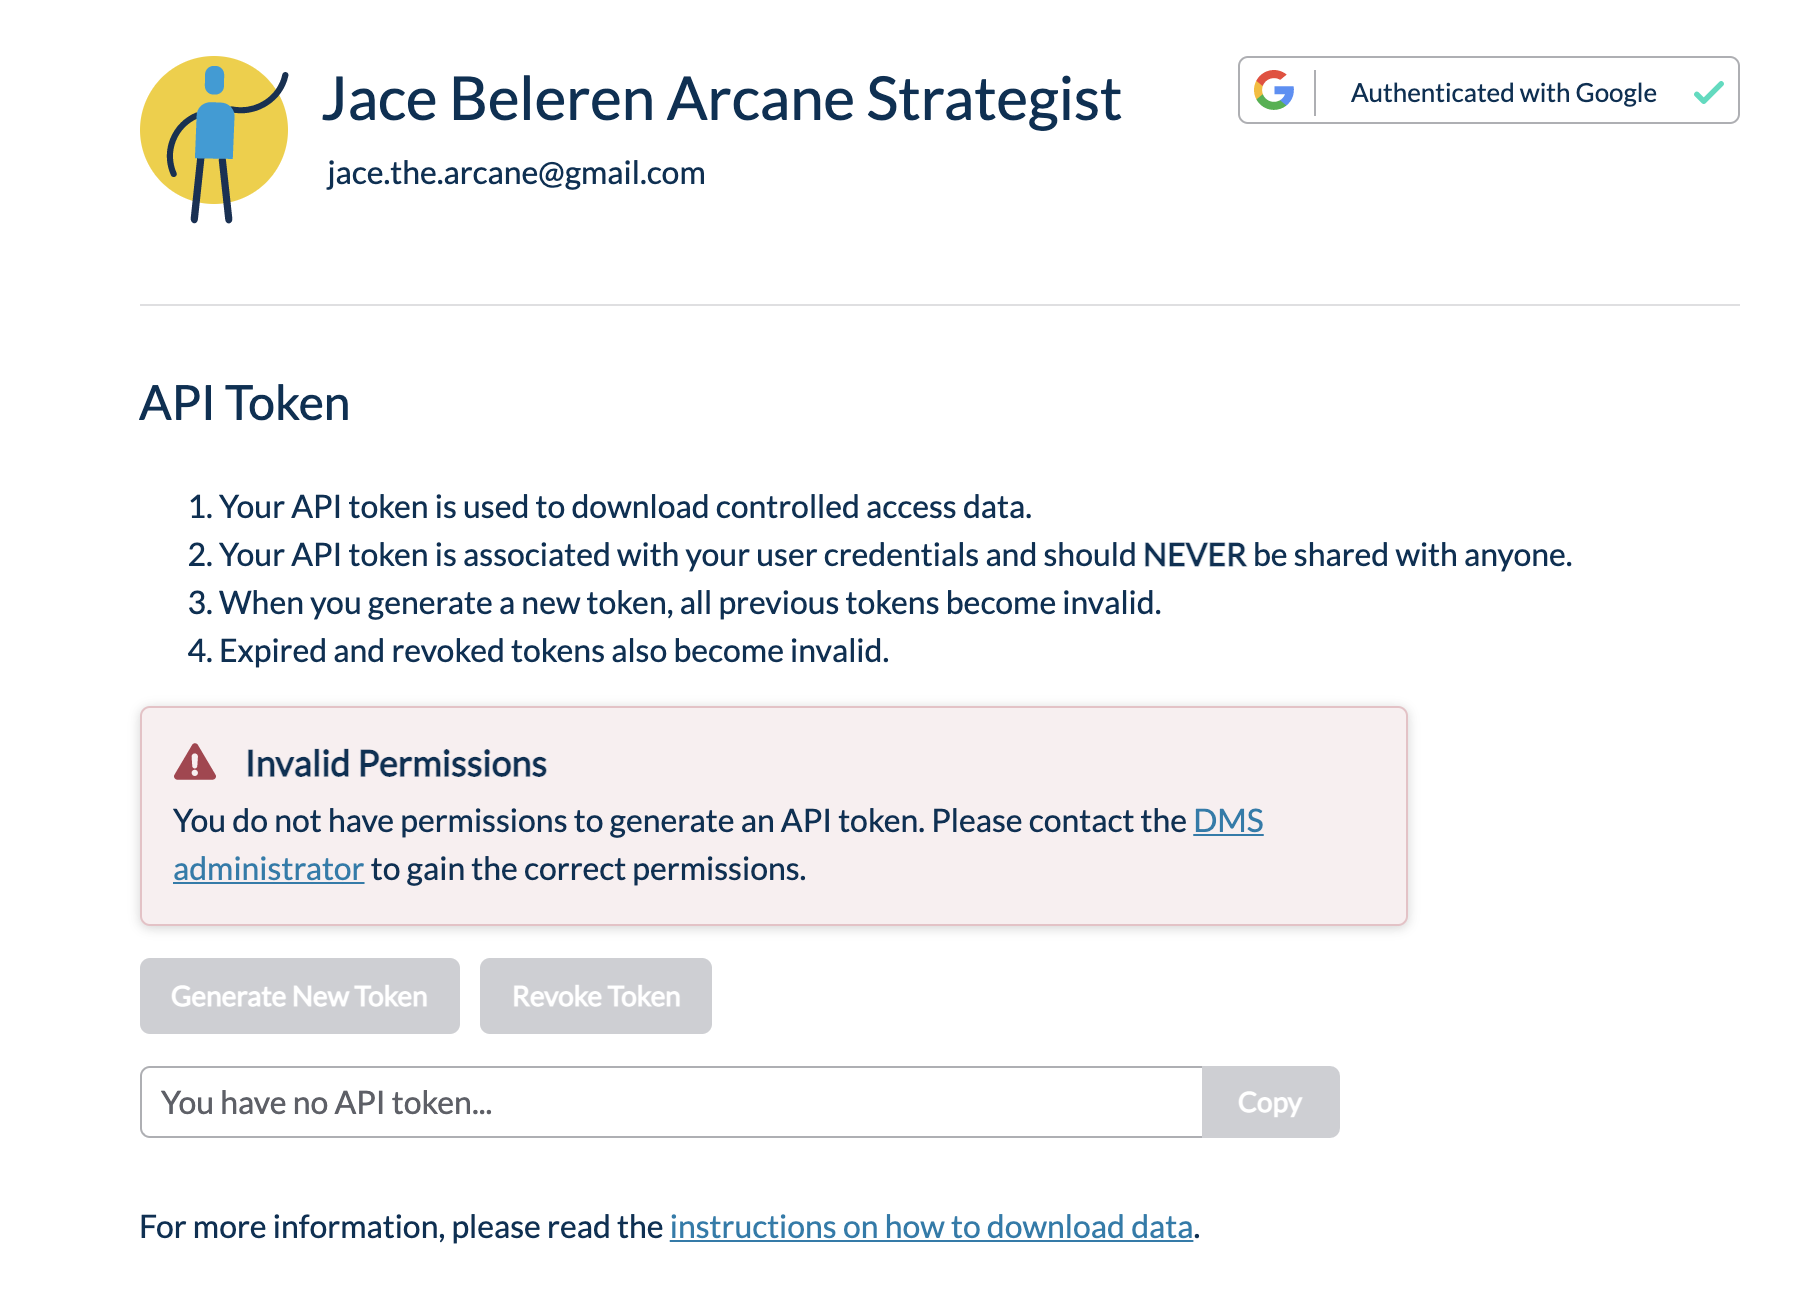 Jace Beleren Arcane Strategist
jace.the.arcane@gmail.com
Authenticated with Google
API Token
1. Your API token is used to download controlled access data.
2. Your API token is associated with your user credentials and should NEVER be shared with anyone.
3. When you generate a new token, all previous tokens become invalid.
4. Expired and revoked tokens also become invalid.
Invalid Permissions
You do not have permissions to generate an API token. Please contact the DMS
administrator to gain the correct permissions.
Generate New Token
Revoke Token
You have no API token...
Copy
For more information, please read the instructions on how to download data.